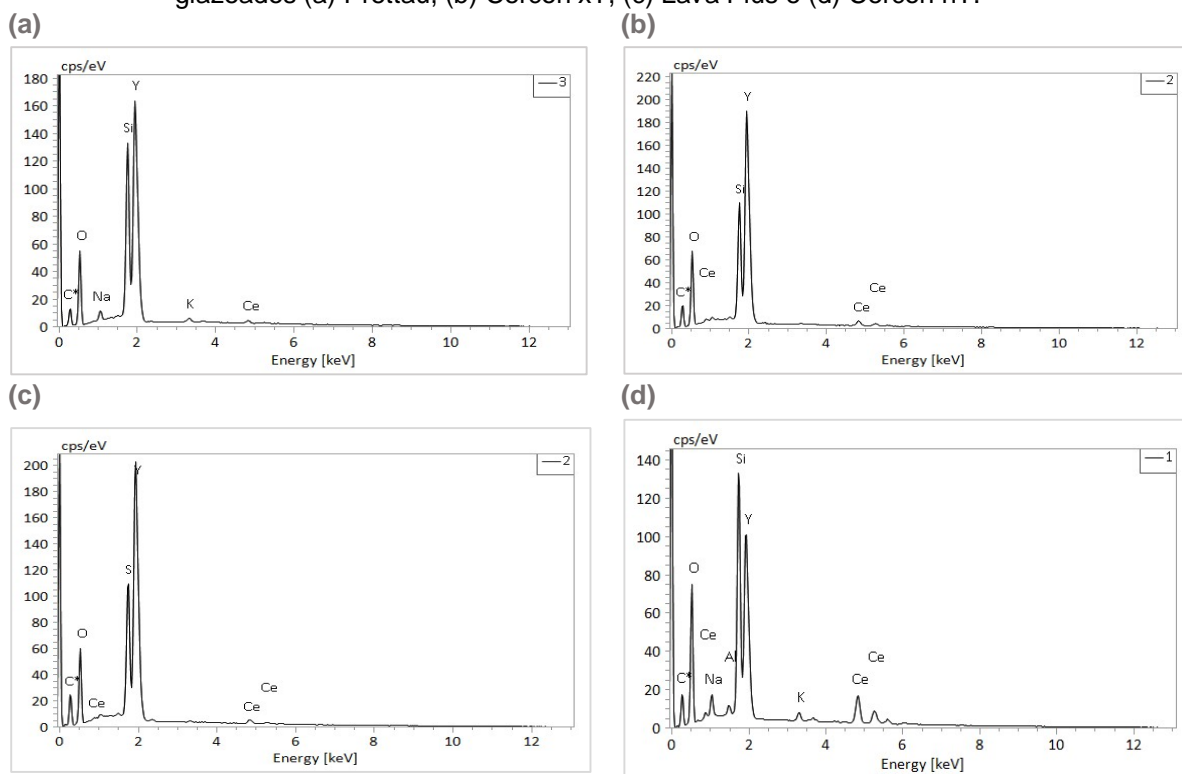 glazeados (a) Prettau, (b) Cercon xT, (c) Lava Plus e (d) Cercon hT.
(a)
cps/eV
3
180
160
140
120
100
80
60
40
20
0
C*
O
Na
Si
Y
K
Ce
0 2 4 6 8 10 12
Energy [keV]
(b)
cps/eV
2
220
200
180
160
140
120
100
80
60
40
20
0
C*
O
Ce
Si
Y
Ce
Ce
0 2 4 6 8 10 12
Energy [keV]
(c)
cps/eV
2
200
180
160
140
120
100
80
60
40
20
0
C*
O
Ce
S
Y
Ce
Ce
0 2 4 6 8 10 12
Energy [keV]
(d)
cps/eV
1
140
120
100
80
60
40
20
0
C*
O
Ce
Na
Al
Si
Y
K
Ce
Ce
0 2 4 6 8 10 12
Energy [keV]